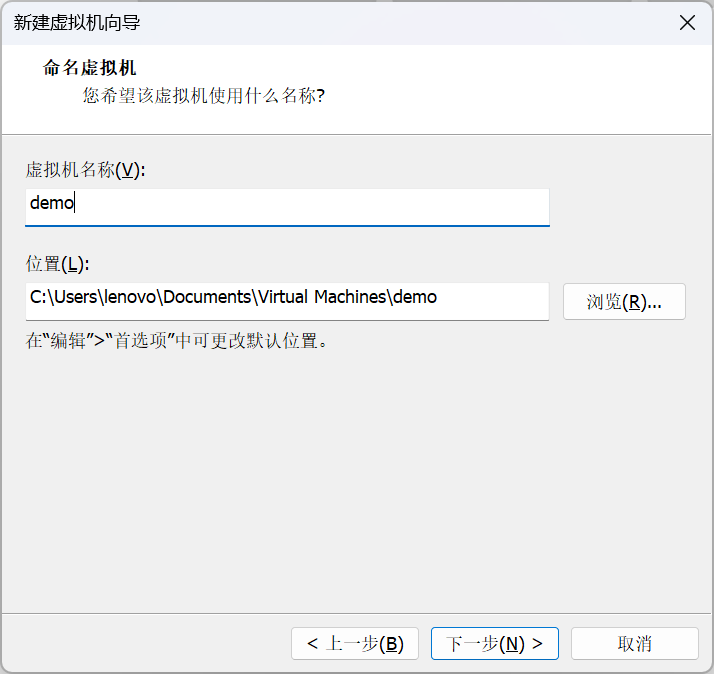 新建虚拟机向导
命名虚拟机
您希望该虚拟机使用什么名称?
虚拟机名称(V):
demo
位置(L):
C:\Users\lenovo\Documents\Virtual Machines\demo
浏览(R)...
在“编辑”>“首选项”中可更改默认位置。
< 上一步(B)
下一步(N) >
取消